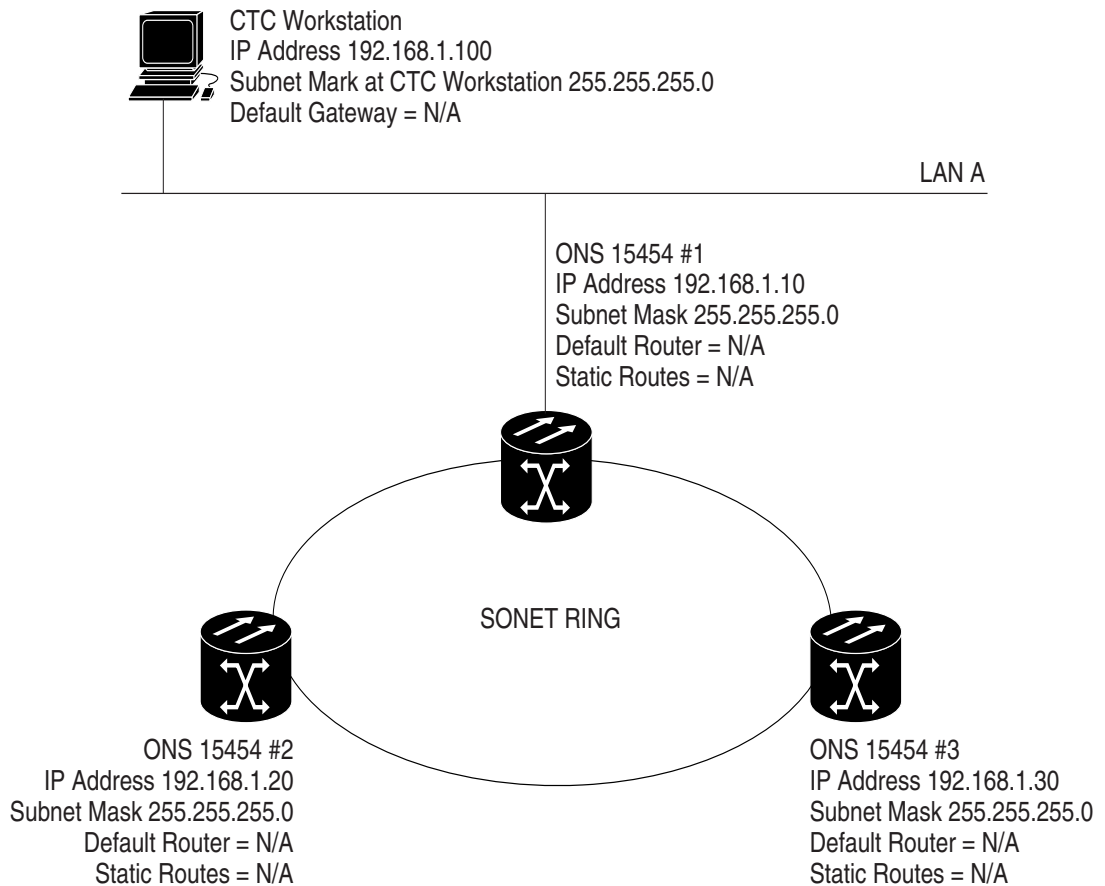 CTC Workstation
IP Address 192.168.1.100
Subnet Mark at CTC Workstation 255.255.255.0
Default Gateway = N/A
LAN A
ONS 15454 #1
IP Address 192.168.1.10
Subnet Mask 255.255.255.0
Default Router = N/A
Static Routes = N/A
SONET RING
ONS 15454 #2
IP Address 192.168.1.20
Subnet Mask 255.255.255.0
Default Router = N/A
Static Routes = N/A
ONS 15454 #3
IP Address 192.168.1.30
Subnet Mask 255.255.255.0
Default Router = N/A
Static Routes = N/A